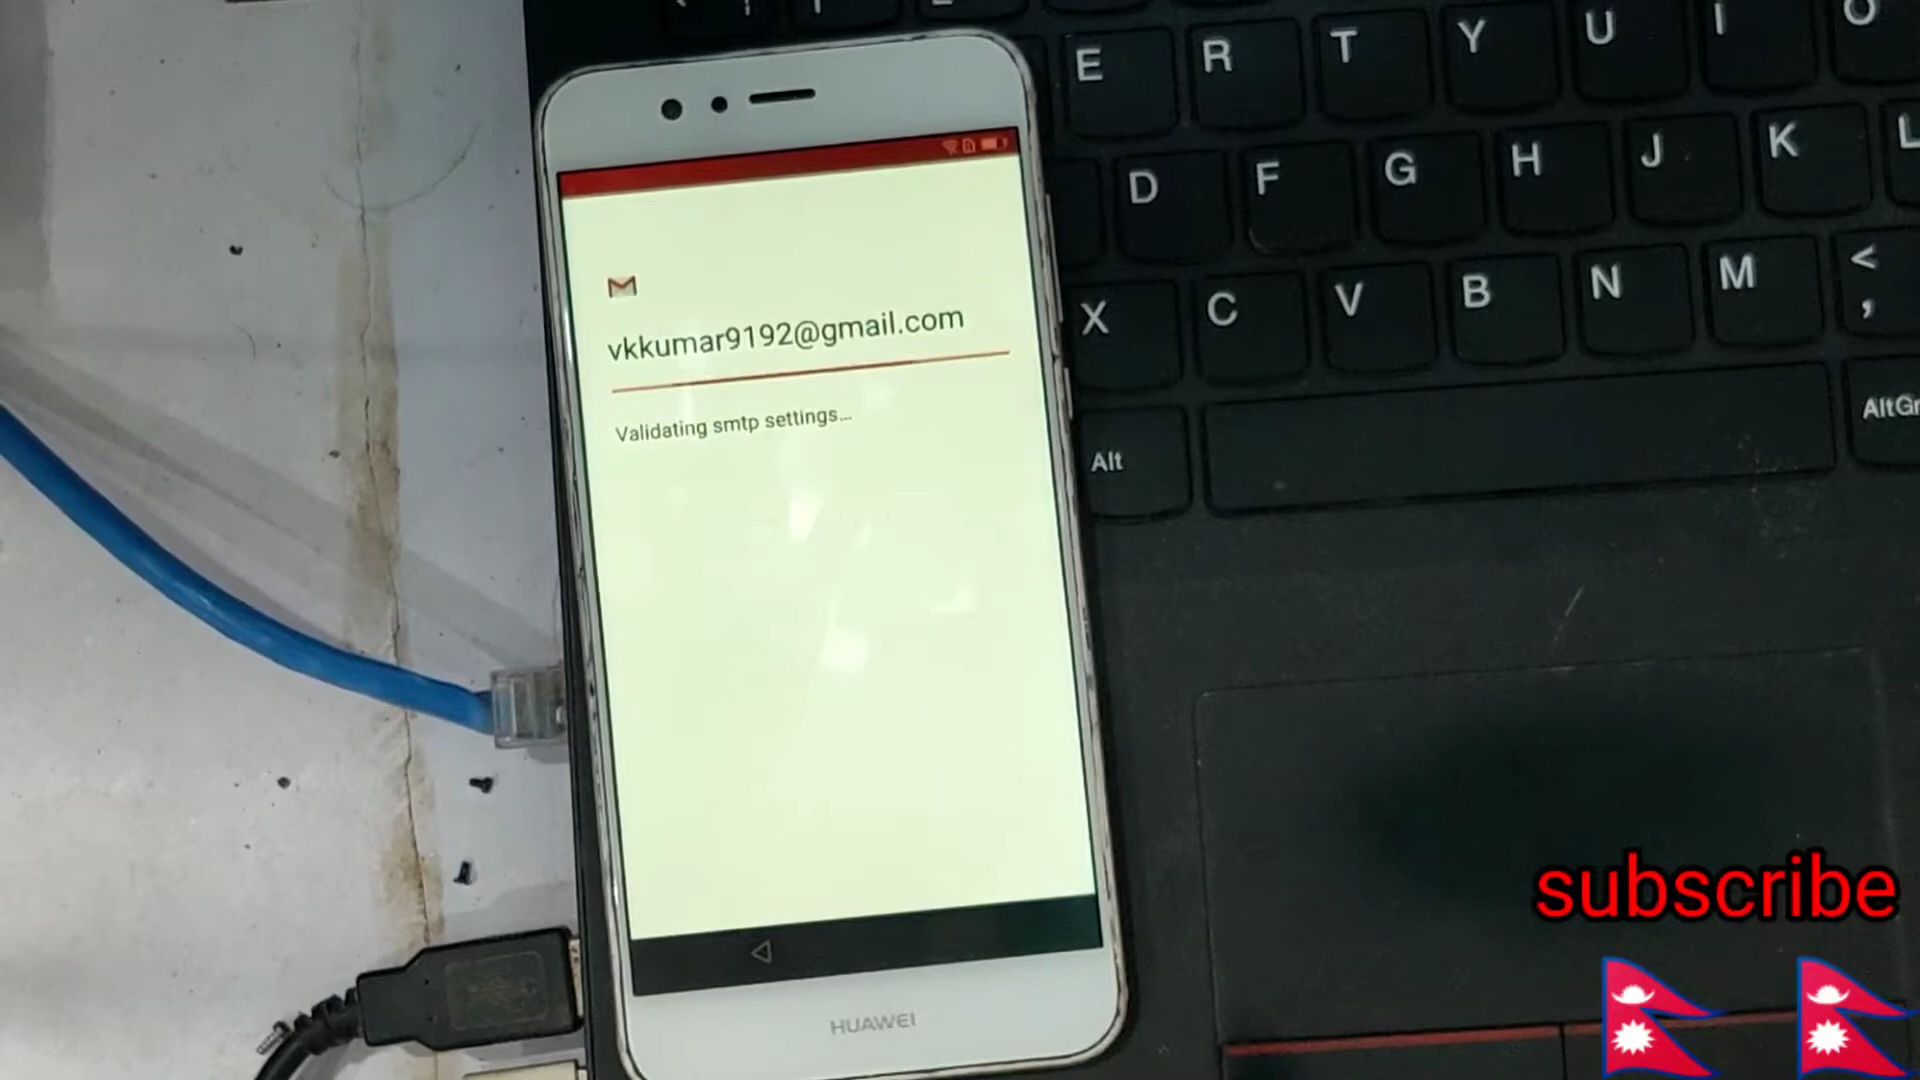 E R T Y U I O
D F G H J K L
X C V B N M <
,
Alt
AltGr
vkkumar9192@gmail.com
Validating smtp settings...
HUAWEI
subscribe